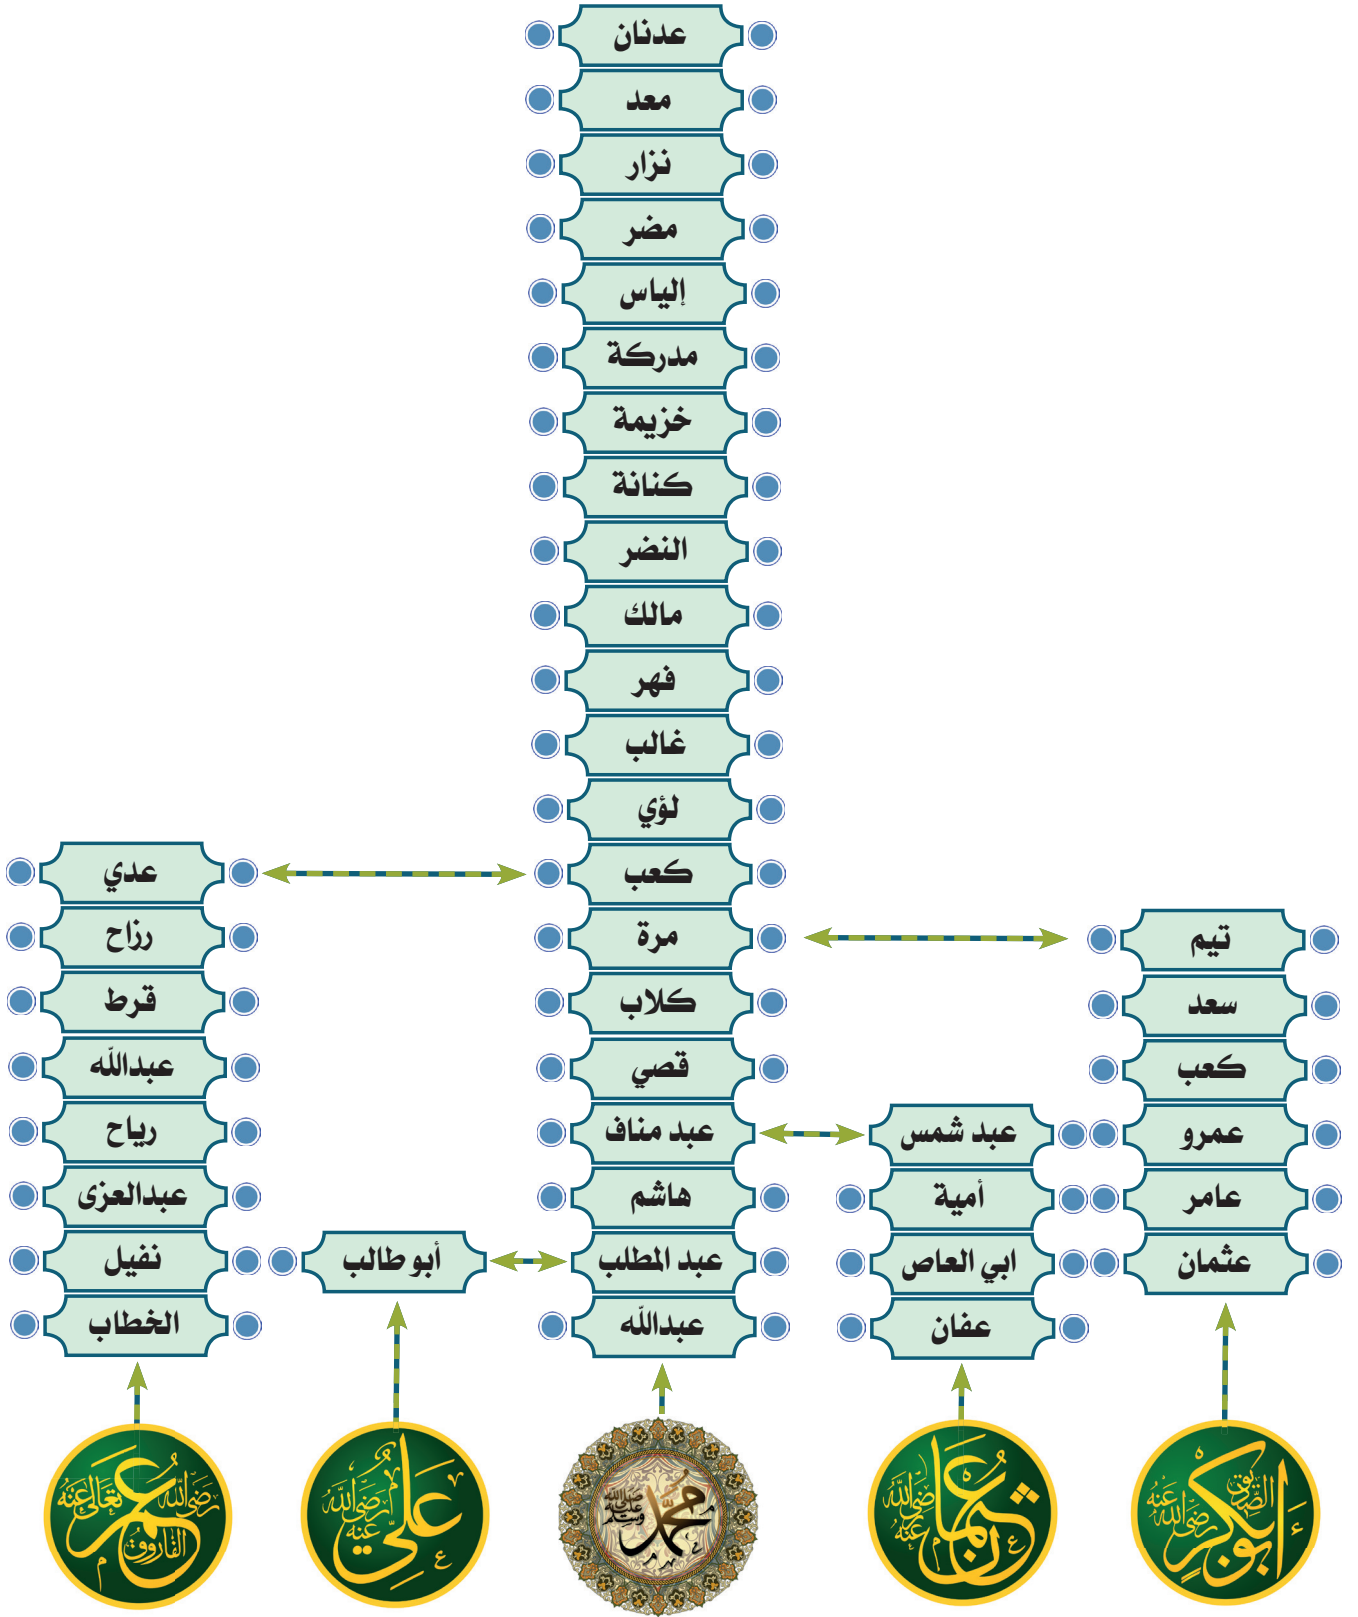 عدنان
معد
نزار
مضر
إلياس
مدركة
خزيمة
كنانة
النضر
مالك
فهر
غالب
لؤي
كعب
مرة
كلاب
قصي
عبد مناف
هاشم
عبد المطلب
عبدالله
تيم
سعد
كعب
عمرو
عامر
عثمان
عبد شمس
أمية
ابي العاص
عفان
أبو طالب
عدي
رزاح
قرط
عبدالله
رياح
عبدالعزى
نفيل
الخطاب
أبو بكر الصديق رضي الله عنه
عثمان رضي الله عنه
محمد صلى الله عليه وسلم
علي رضي الله عنه
عمر الفاروق رضي الله تعالى عنه